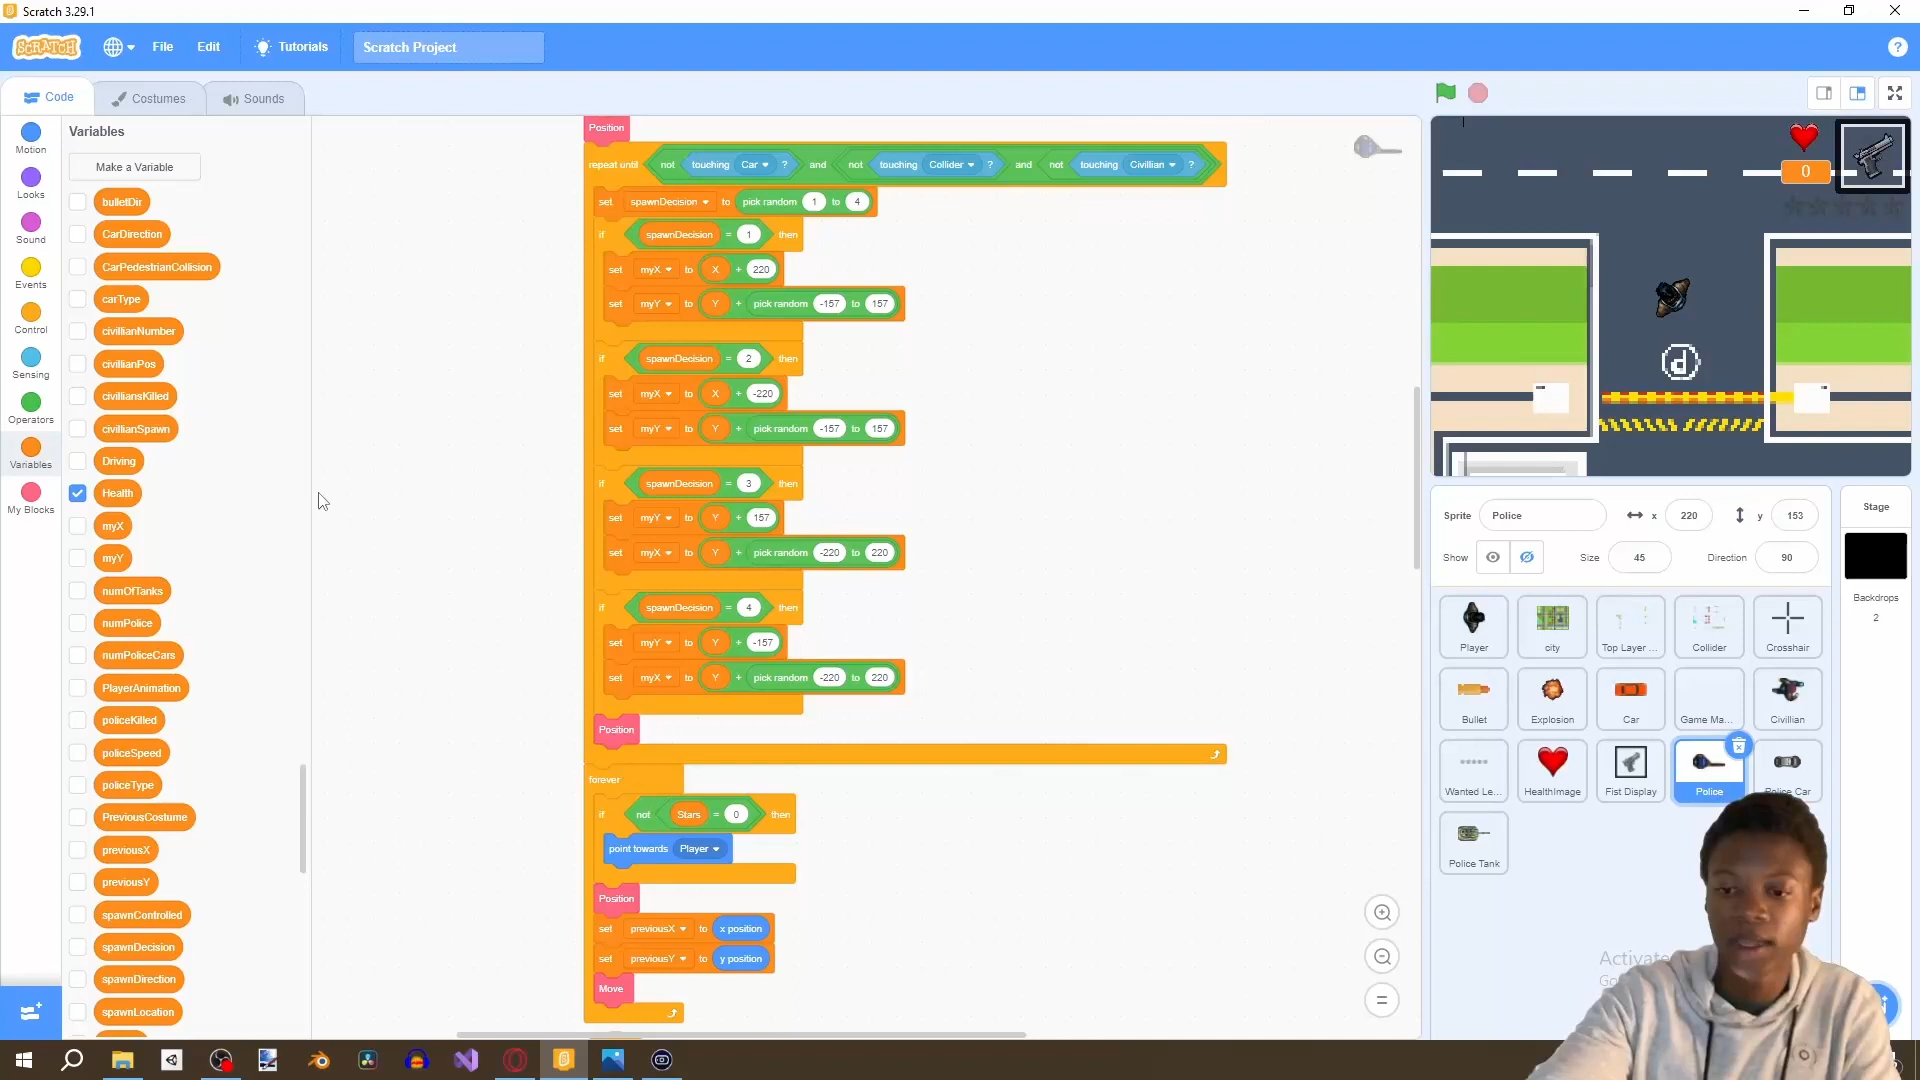 Scratch 3.29.1
SCRATCH File Edit Tutorials Scratch Project ?
Code Costumes Sounds
Motion
Looks
Sound
Events
Control
Sensing
Operators
Variables
My Blocks
Variables
Make a Variable
bulletDir
CarDirection
CarPedestrianCollision
carType
civillianNumber
civillianPos
civilliansKilled
civillianSpawn
Driving
Health
myX
myY
numOfTanks
numPolice
numPoliceCars
PlayerAnimation
policeKilled
policeSpeed
policeType
PreviousCostume
previousX
previousY
spawnControlled
spawnDecision
spawnDirection
spawnLocation
Position
repeat until not touching Car ? and not touching Collider ? and not touching Civillian ?
set spawnDecision to pick random 1 to 4
if spawnDecision = 1 then
set myX to X + 220
set myY to Y + pick random -157 to 157
if spawnDecision = 2 then
set myX to X + -220
set myY to Y + pick random -157 to 157
if spawnDecision = 3 then
set myY to Y + 157
set myX to Y + pick random -220 to 220
if spawnDecision = 4 then
set myY to Y + -157
set myX to Y + pick random -220 to 220
Position
forever
if not Stars = 0 then
point towards Player
Position
set previousX to x position
set previousY to y position
Move
0
Sprite Police x 220 y 153
Show Size 45 Direction 90
Player city Top Layer ... Collider Crosshair
Bullet Explosion Car Game Ma... Civillian
Wanted Le... HealthImage Fist Display Police Police Car
Police Tank
Stage
Backdrops
2